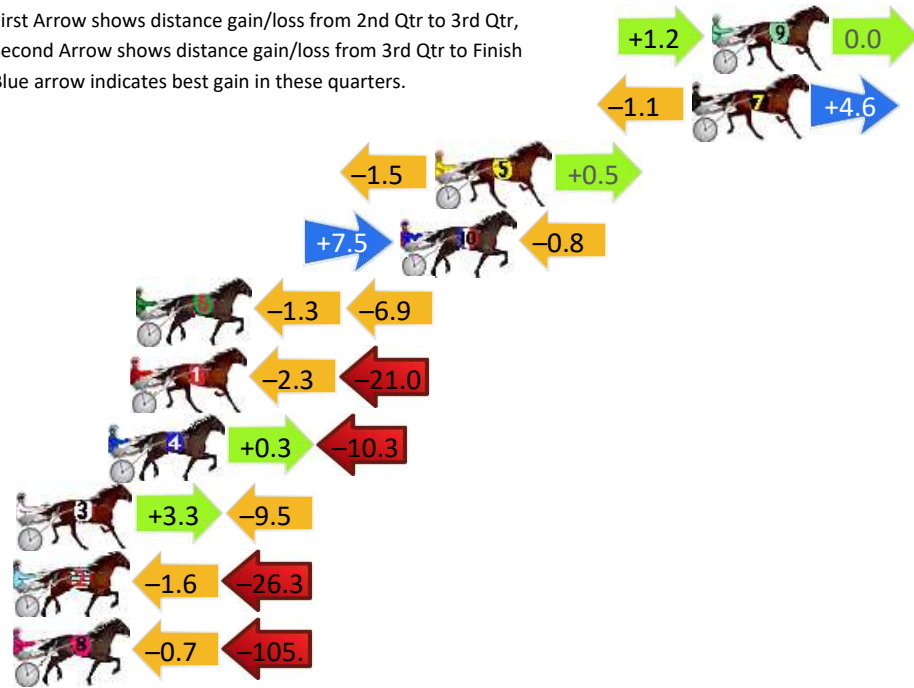 irst Arrow shows distance gain/loss from 2nd Qtr to 3rd Qtr,
econd Arrow shows distance gain/loss from 3rd Qtr to Finish
Blue arrow indicates best gain in these quarters.
+1.2 9 0.0
–1.1 7 +4.6
–1.5 5 +0.5
+7.5 10 –0.8
6 –1.3 –6.9
1 –2.3 –21.0
4 +0.3 –10.3
3 +3.3 –9.5
2 –1.6 –26.3
8 –0.7 –105.